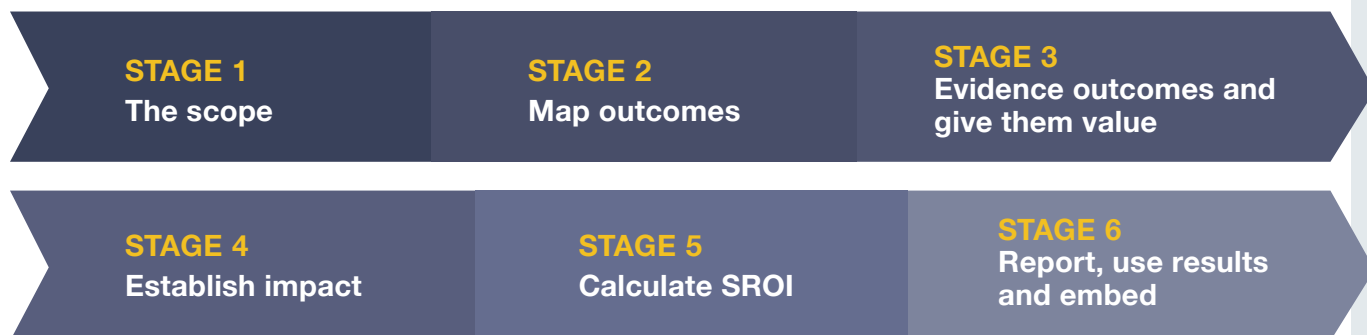 STAGE 1
The scope
STAGE 2
Map outcomes
STAGE 3
Evidence outcomes and
give them value
STAGE 4
Establish impact
STAGE 5
Calculate SROI
STAGE 6
Report, use results
and embed